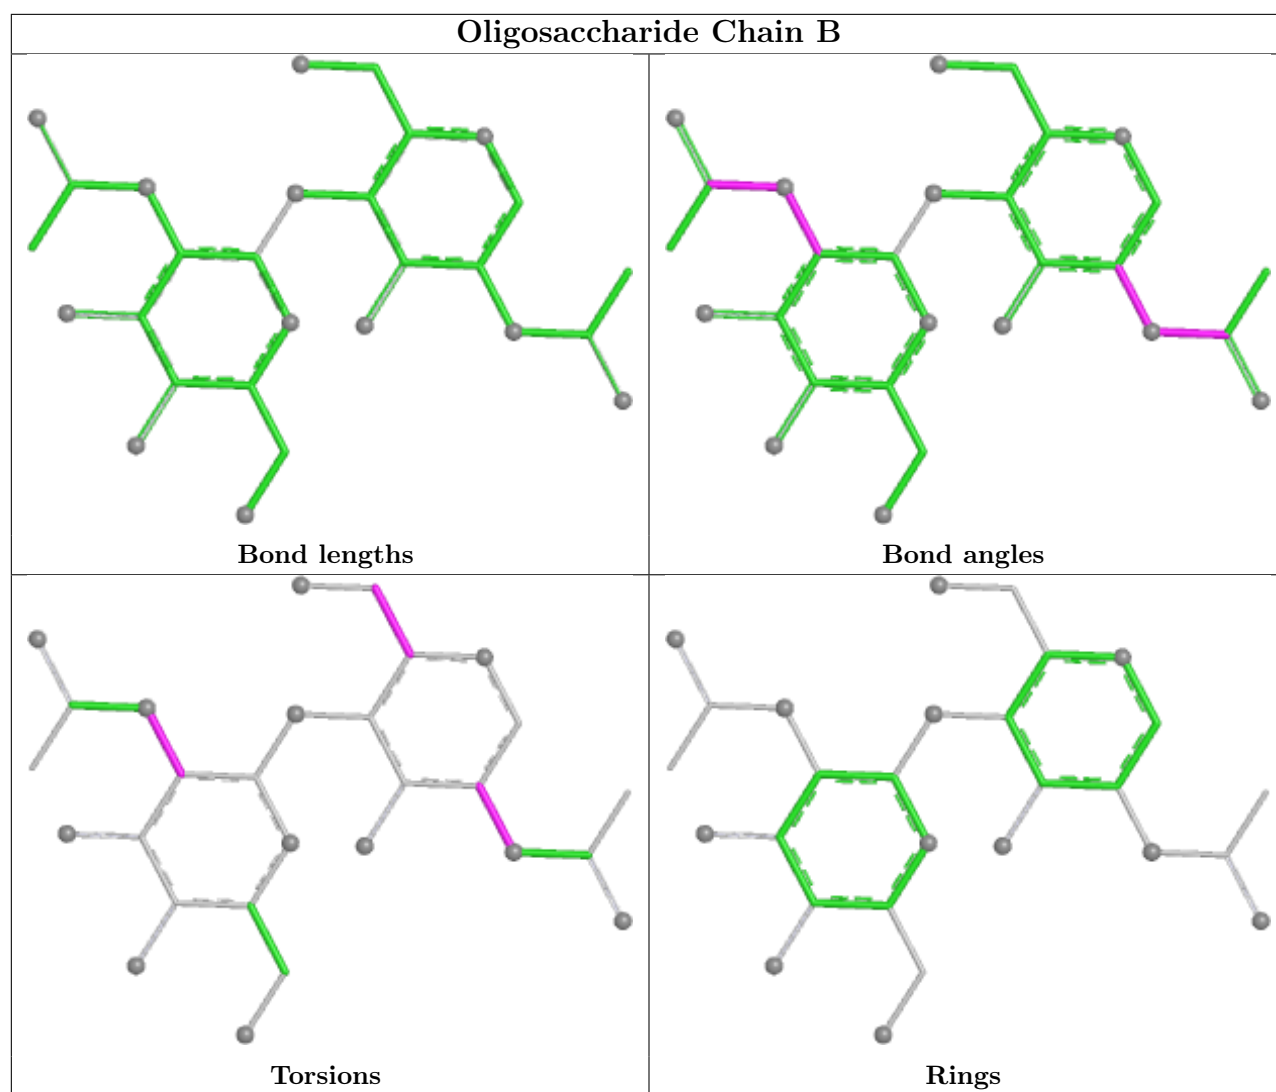 Oligosaccharide Chain B
Bond lengths
Bond angles
Torsions
Rings